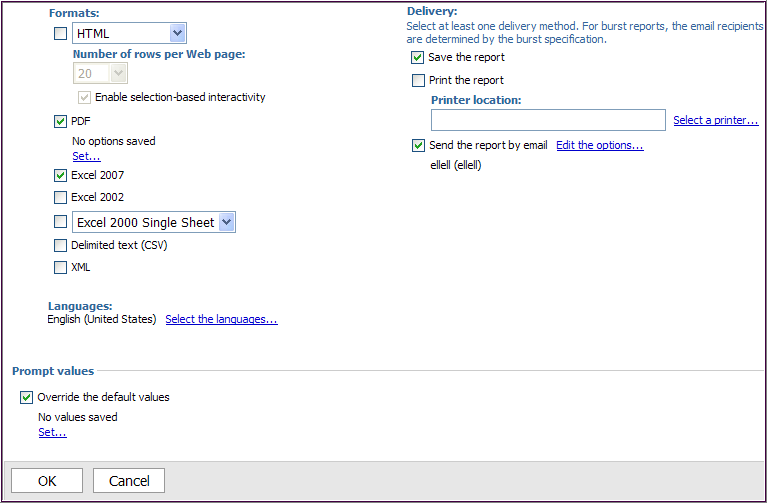 Formats:
HTML
Number of rows per Web page:
20
Enable selection-based interactivity
PDF
No options saved
Set...
Excel 2007
Excel 2002
Excel 2000 Single Sheet
Delimited text (CSV)
XML
Languages:
English (United States) Select the languages...
Delivery:
Select at least one delivery method. For burst reports, the email recipients
are determined by the burst specification.
Save the report
Print the report
Printer location:
Select a printer...
Send the report by email Edit the options...
ellell (ellell)
Prompt values
Override the default values
No values saved
Set...
OK Cancel